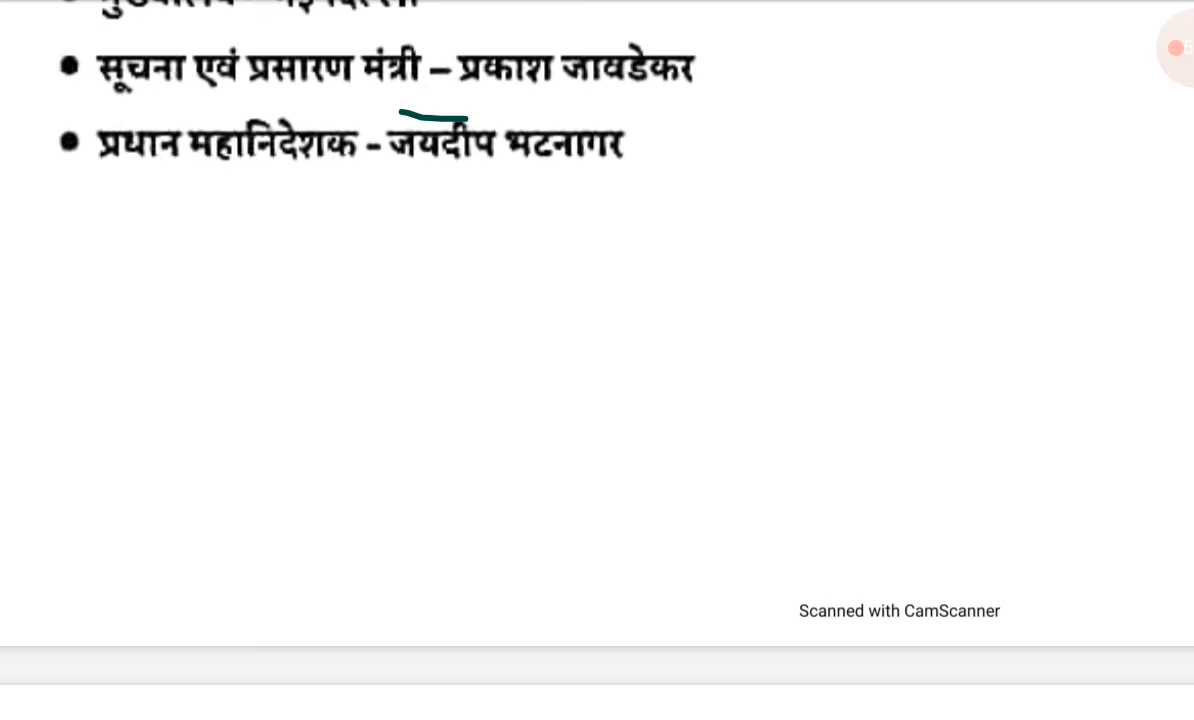 • सूचना एवं प्रसारण मंत्री – प्रकाश जावडेकर
• प्रधान महानिदेशक - जयदीप भटनागर
Scanned with CamScanner